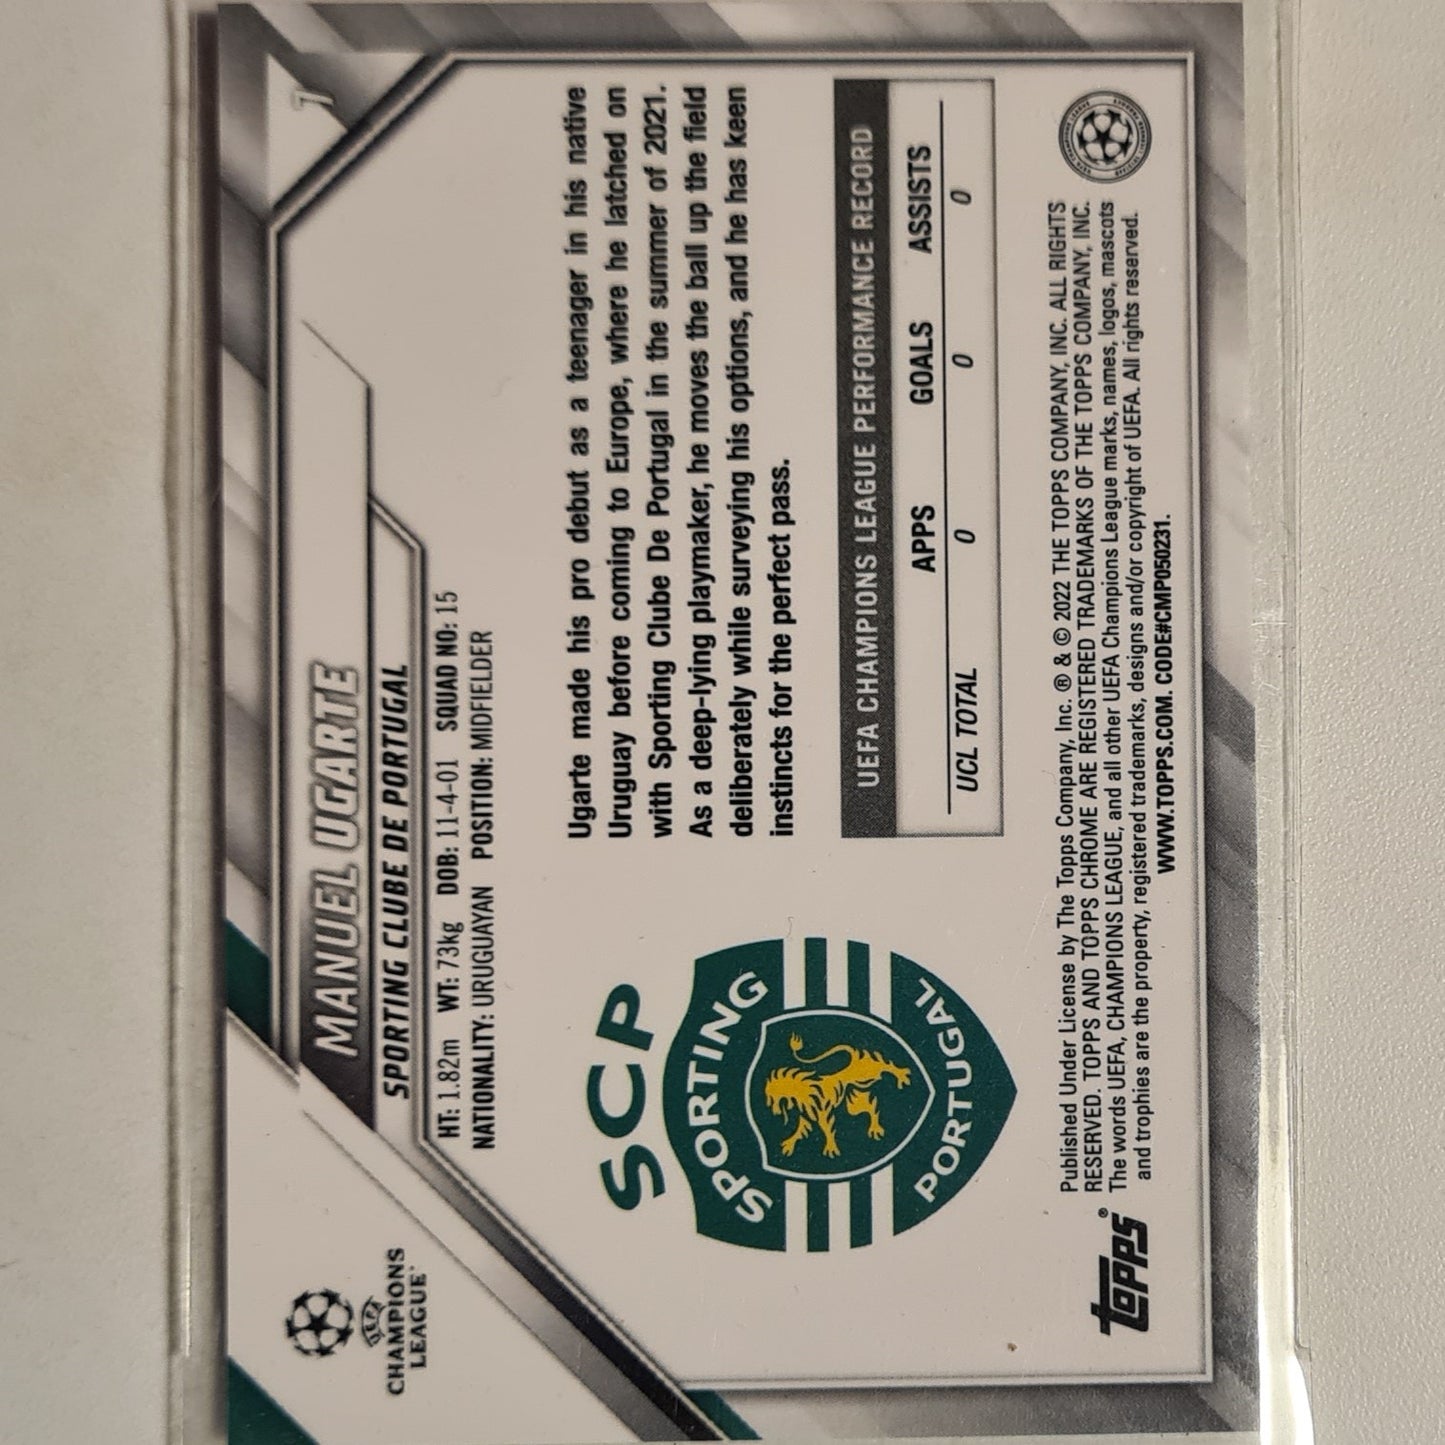 7
MANUEL UGARTE
SPORTING CLUBE DE PORTUGAL
HT: 1.82m WT: 73kg DOB: 11-4-01 SQUAD NO: 15
NATIONALITY: URUGUAYAN POSITION: MIDFIELDER
UEFA
CHAMPIONS
LEAGUE
SCP
SPORTING
PORTUGAL
Ugarte made his pro debut as a teenager in his native
Uruguay before coming to Europe, where he latched on
with Sporting Clube De Portugal in the summer of 2021.
As a deep-lying playmaker, he moves the ball up the field
deliberately while surveying his options, and he has keen
instincts for the perfect pass.
UEFA CHAMPIONS LEAGUE PERFORMANCE RECORD
APPS GOALS ASSISTS
UCL TOTAL 0 0 0
topps®
Published Under License by The Topps Company, Inc. ® & © 2022 THE TOPPS COMPANY, INC. ALL RIGHTS
RESERVED. TOPPS AND TOPPS CHROME ARE REGISTERED TRADEMARKS OF THE TOPPS COMPANY, INC.
The words UEFA, CHAMPIONS LEAGUE, and all other UEFA Champions League marks, names, logos, mascots
and trophies are the property, registered trademarks, designs and/or copyright of UEFA. All rights reserved.
WWW.TOPPS.COM. CODE#CMP050231.